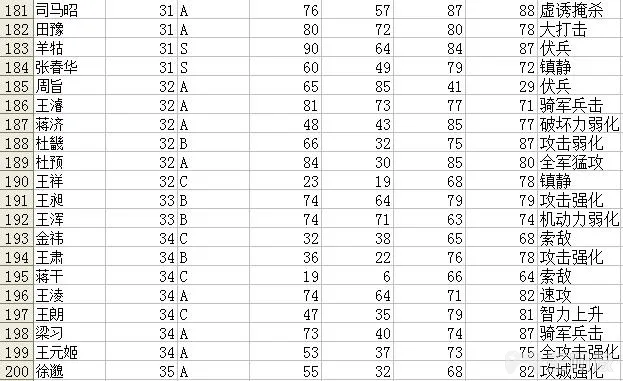 181 司马昭 31 A 76 57 87 88 虚诱掩杀
182 田豫 31 A 80 72 80 78 大打击
183 羊祜 31 S 90 64 84 87 伏兵
184 张春华 31 S 60 49 79 72 镇静
185 周旨 32 A 65 85 41 29 伏兵
186 王濬 32 A 81 73 77 71 骑军兵击
187 蒋济 32 A 48 43 85 77 破坏力弱化
188 杜畿 32 B 66 32 75 87 攻击弱化
189 杜预 32 A 84 30 85 80 全军猛攻
190 王祥 32 C 23 19 68 78 镇静
191 王昶 33 B 74 64 79 79 攻击强化
192 王浑 33 B 74 71 63 74 机动力弱化
193 金祎 34 C 32 38 65 68 索敌
194 王肃 34 B 36 22 76 78 攻击强化
195 蒋干 34 C 19 6 66 64 索敌
196 王淩 34 A 74 64 71 82 速攻
197 王朗 34 C 47 35 79 81 智力上升
198 梁习 34 A 73 40 74 87 骑军兵击
199 王元姬 34 A 53 37 73 75 全攻击强化
200 徐邈 35 A 55 32 68 82 攻城强化